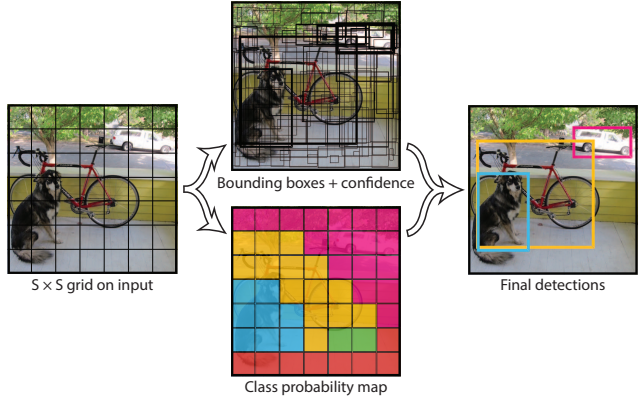 S × S grid on input
Bounding boxes + confidence
Class probability map
Final detections